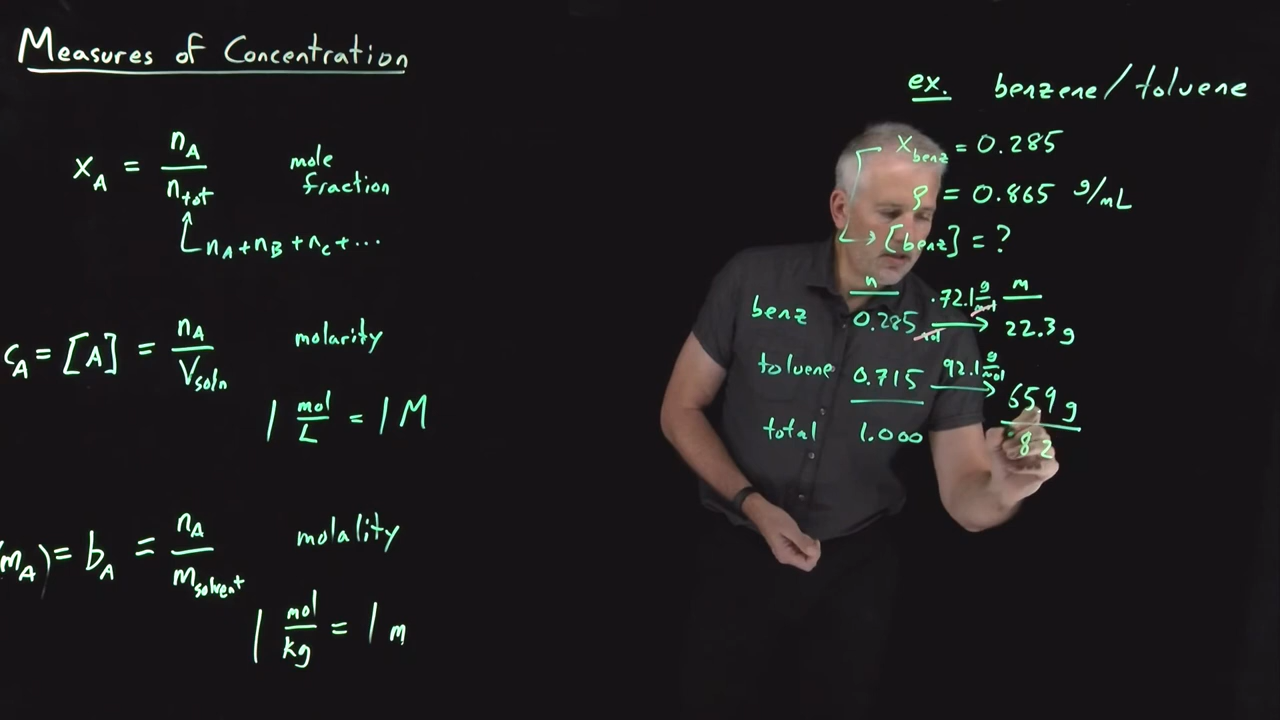 Measures of Concentration
x_A = n_A / n_tot mole fraction
n_A + n_B + n_C + ...
c_A = [A] = n_A / V_soln molarity
1 mol/L = 1 M
(m_A) = b_A = n_A / m_solvent molality
1 mol/kg = 1 m
ex. benzene/toluene
x_benz = 0.285
ρ = 0.865 g/mL
[benz] = ?
n m
benz 0.285 mol · 72.1 g/mol → 22.3 g
toluene 0.715 92.1 g/mol → 65.9 g
total 1.000 82